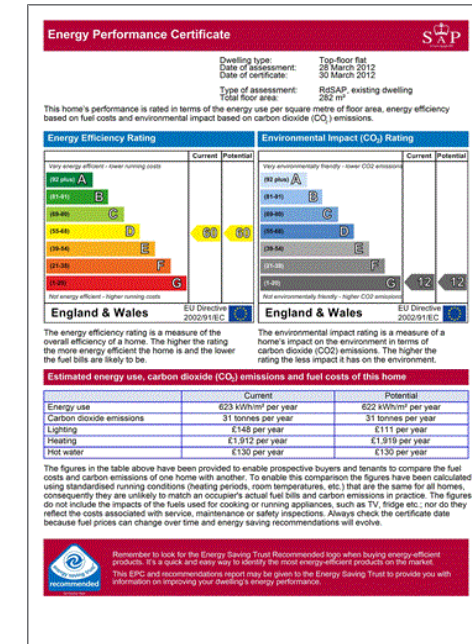 Energy Performance Certificate
SAP
Dwelling type: Top-floor flat
Date of assessment: 28 March 2012
Date of certificate: 30 March 2012
Type of assessment: RdSAP, existing dwelling
Total floor area: 282 m²
This home's performance is rated in terms of the energy use per square metre of floor area, energy efficiency
based on fuel costs and environmental impact based on carbon dioxide (CO₂) emissions.
Energy Efficiency Rating
Current Potential
Very energy efficient - lower running costs
(92 plus) A
(81-91) B
(69-80) C
(55-68) D
(39-54) E
(21-38) F
(1-20) G
60 60
Not energy efficient - higher running costs
England & Wales
EU Directive
2002/91/EC
The energy efficiency rating is a measure of the
overall efficiency of a home. The higher the rating
the more energy efficient the home is and the lower
the fuel bills are likely to be.
Environmental Impact (CO₂) Rating
Current Potential
Very environmentally friendly - lower CO2 emissions
(92 plus) A
(81-91) B
(69-80) C
(55-68) D
(39-54) E
(21-38) F
(1-20) G
12 12
Not environmentally friendly - higher CO2 emissions
England & Wales
EU Directive
2002/91/EC
The environmental impact rating is a measure of a
home's impact on the environment in terms of
carbon dioxide (CO2) emissions. The higher the
rating the less impact it has on the environment.
Estimated energy use, carbon dioxide (CO₂) emissions and fuel costs of this home
Current Potential
Energy use 623 kWh/m² per year 622 kWh/m² per year
Carbon dioxide emissions 31 tonnes per year 31 tonnes per year
Lighting £148 per year £111 per year
Heating £1,912 per year £1,919 per year
Hot water £130 per year £130 per year
The figures in the table above have been provided to enable prospective buyers and tenants to compare the fuel
costs and carbon emissions of one home with another. To enable this comparison the figures have been calculated
using standardised running conditions (heating periods, room temperatures, etc.) that are the same for all homes,
consequently they are unlikely to match an occupier's actual fuel bills and carbon emissions in practice. The figures
do not include the impacts of the fuels used for cooking or running appliances, such as TV, fridge etc.; nor do they
reflect the costs associated with service, maintenance or safety inspections. Always check the certificate date
because fuel prices can change over time and energy saving recommendations will evolve.
energy saving trust
recommended
Remember to look for the Energy Saving Trust Recommended logo when buying energy-efficient
products. It's a quick and easy way to identify the most energy-efficient products on the market.
This EPC and recommendations report may be given to the Energy Saving Trust to provide you with
information on improving your dwelling's energy performance.